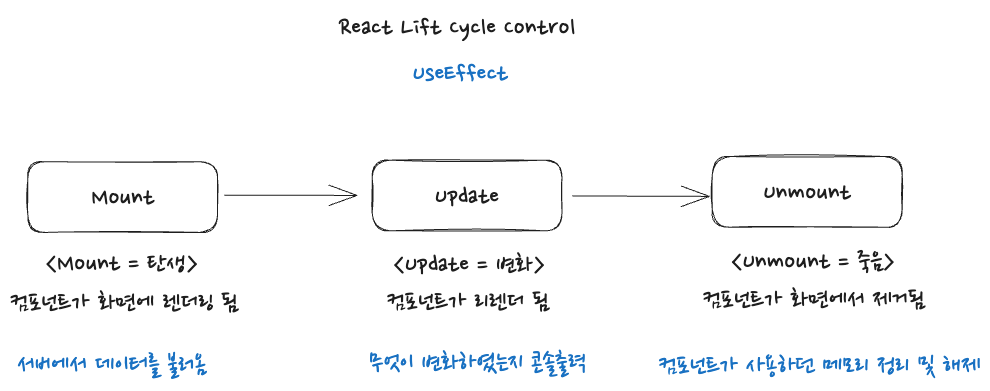 React Lift cycle control
useEffect
Mount
update
unmount
<Mount = 탄생>
<update = 변화>
<unmount = 죽음>
컴포넌트가 화면에 렌더링 됨
컴포넌트가 리렌더 됨
컴포넌트가 화면에서 제거됨
서버에서 데이터를 불러옴
무엇이 변화하였는지 콘솔출력
컴포넌트가 사용하던 메모리 정리 및 해제